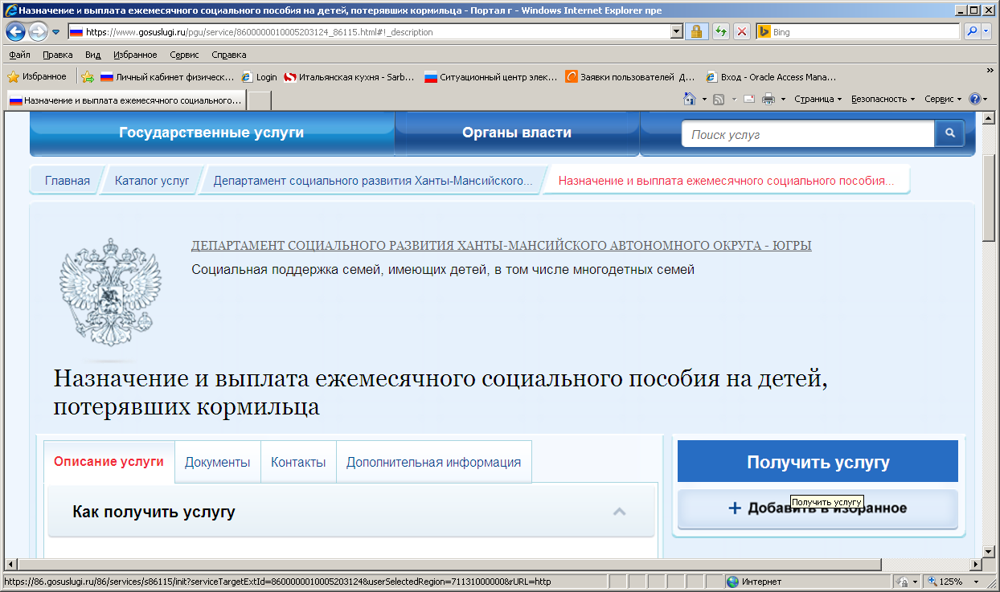 Назначение и выплата ежемесячного социального пособия на детей, потерявших кормильца - Портал г - Windows Internet Explorer пре
https://www.gosuslugi.ru/pgu/service/8600000010005203124_86115.html#!_description
Bing
Файл Правка Вид Избранное Сервис Справка
Избранное Личный кабинет физическ... Login Итальянская кухня - Sarb... Ситуационный центр элек... Заявки пользователей Д... Вход - Oracle Access Mana...
Назначение и выплата ежемесячного социального... Страница Безопасность Сервис
Государственные услуги Органы власти Поиск услуг
Главная Каталог услуг Департамент социального развития Ханты-Мансийского... Назначение и выплата ежемесячного социального пособия...
ДЕПАРТАМЕНТ СОЦИАЛЬНОГО РАЗВИТИЯ ХАНТЫ-МАНСИЙСКОГО АВТОНОМНОГО ОКРУГА - ЮГРЫ
Социальная поддержка семей, имеющих детей, в том числе многодетных семей
Назначение и выплата ежемесячного социального пособия на детей,
потерявших кормильца
Описание услуги Документы Контакты Дополнительная информация
Получить услугу
Получить услугу
+ Добавить в избранное
Как получить услугу
https://86.gosuslugi.ru/86/services/s86115/init?serviceTargetExtId=8600000010005203124&userSelectedRegion=71131000000&rURL=http Интернет 125%